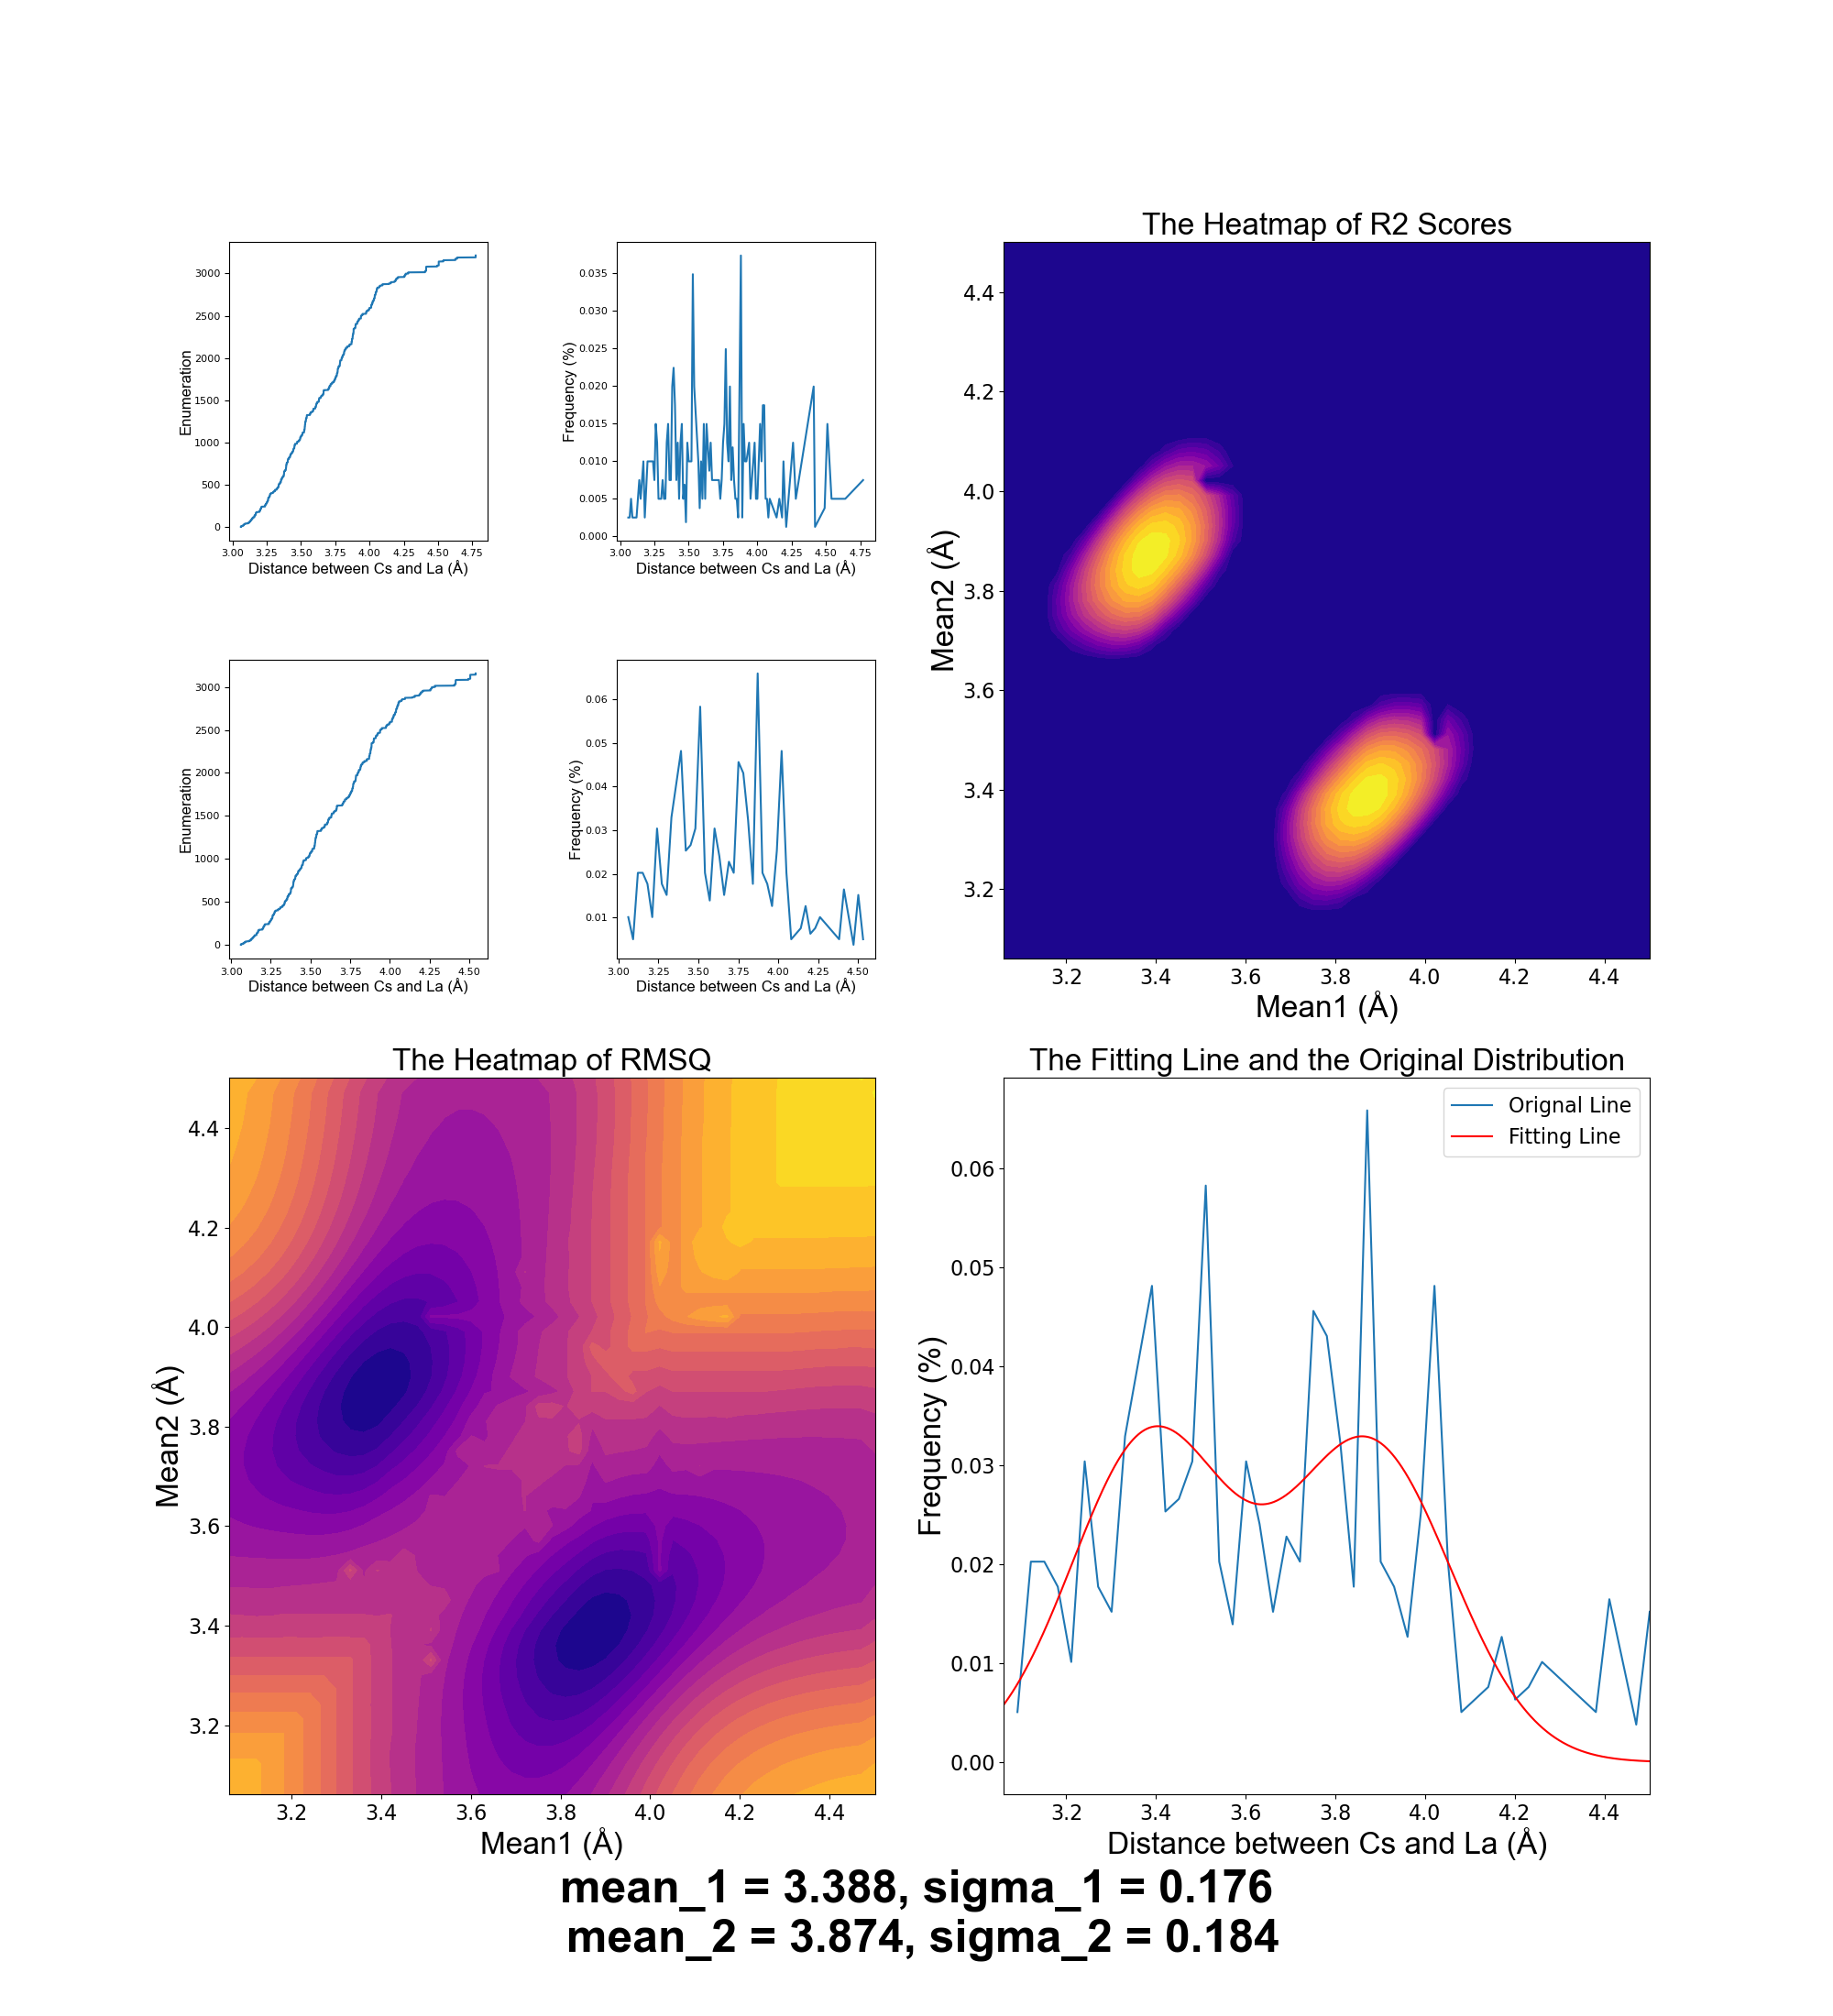 The Heatmap of R2 Scores
3000
2500
2000
1500
1000
500
0
Enumeration
3.00 3.25 3.50 3.75 4.00 4.25 4.50 4.75
Distance between Cs and La (Å)
0.035
0.030
0.025
0.020
0.015
0.010
0.005
0.000
Frequency (%)
3.00 3.25 3.50 3.75 4.00 4.25 4.50 4.75
Distance between Cs and La (Å)
4.4
4.2
4.0
3.8
3.6
3.4
3.2
Mean2 (Å)
3.2 3.4 3.6 3.8 4.0 4.2 4.4
Mean1 (Å)
3000
2500
2000
1500
1000
500
0
Enumeration
3.00 3.25 3.50 3.75 4.00 4.25 4.50
Distance between Cs and La (Å)
0.06
0.05
0.04
0.03
0.02
0.01
Frequency (%)
3.00 3.25 3.50 3.75 4.00 4.25 4.50
Distance between Cs and La (Å)
The Heatmap of RMSQ
4.4
4.2
4.0
3.8
3.6
3.4
3.2
Mean2 (Å)
3.2 3.4 3.6 3.8 4.0 4.2 4.4
Mean1 (Å)
The Fitting Line and the Original Distribution
Orignal Line
Fitting Line
0.06
0.05
0.04
0.03
0.02
0.01
0.00
Frequency (%)
3.2 3.4 3.6 3.8 4.0 4.2 4.4
Distance between Cs and La (Å)
mean_1 = 3.388, sigma_1 = 0.176
mean_2 = 3.874, sigma_2 = 0.184